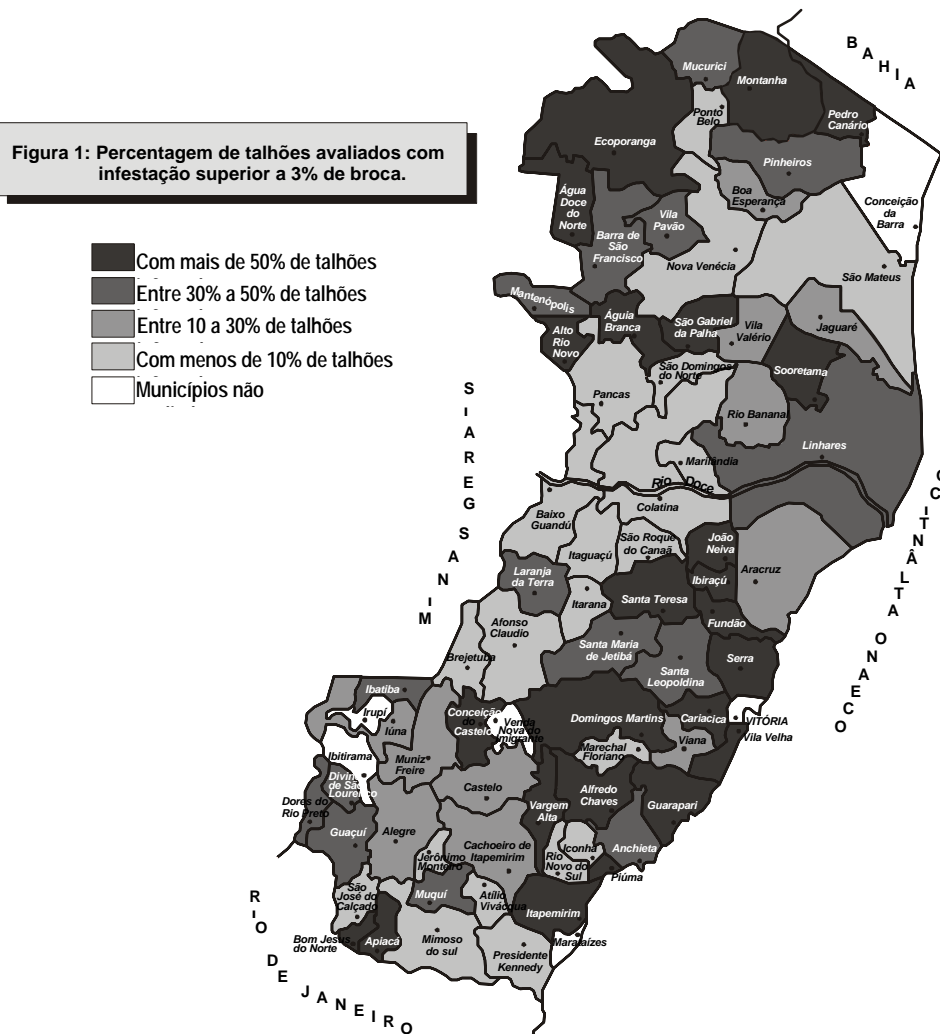 BAHIA
Mucurici
Montanha
Ponto
Belo
Pedro
Canário
Figura 1: Percentagem de talhões avaliados com
infestação superior a 3% de broca.
Ecoporanga
Pinheiros
Água
Doce
do
Norte
Boa
Esperança
Conceição
da
Barra
Vila
Pavão
Barra de
São
Francisco
Nova Venécia
São Mateus
Com mais de 50% de talhões
Entre 30% a 50% de talhões
Entre 10 a 30% de talhões
Com menos de 10% de talhões
Municípios não
Mantenópolis
Águia
Branca
São Gabriel
da Palha
Vila
Valério
Jaguaré
Alto
Rio
Novo
São Domingos
do Norte
Sooretama
Pancas
Rio Bananal
Linhares
Marilândia
Rio Doce
Colatina
MINAS GERAIS
OCEANO ATLÂNTICO
Baixo
Guandú
Itaguaçú
São Roque
do Canaã
João
Neiva
Laranja
da Terra
Ibiraçú
Aracruz
Itarana
Santa Teresa
Fundão
Afonso
Claudio
Santa Maria
de Jetibá
Brejetuba
Santa
Leopoldina
Serra
Ibatiba
Irupí
Iúna
Conceição
do
Castelo
Venda
Nova do
Imigrante
Domingos Martins
Cariacica
VITÓRIA
Vila Velha
Viana
Marechal
Floriano
Ibitirama
Muniz
Freire
Divino
de São
Lourenço
Castelo
Dores do
Rio Preto
Vargem
Alta
Alfredo
Chaves
Guarapari
Guaçuí
Alegre
Cachoeiro de
Itapemirim
Jerônimo
Monteiro
Iconha
Anchieta
Rio
Novo do
Sul
Piúma
São
José do
Calçado
Muquí
Atílio
Vivácqua
Itapemirim
Bom Jesus
do Norte
Apiacá
Mimoso
do sul
Presidente
Kennedy
Marataízes
RIO DE JANEIRO